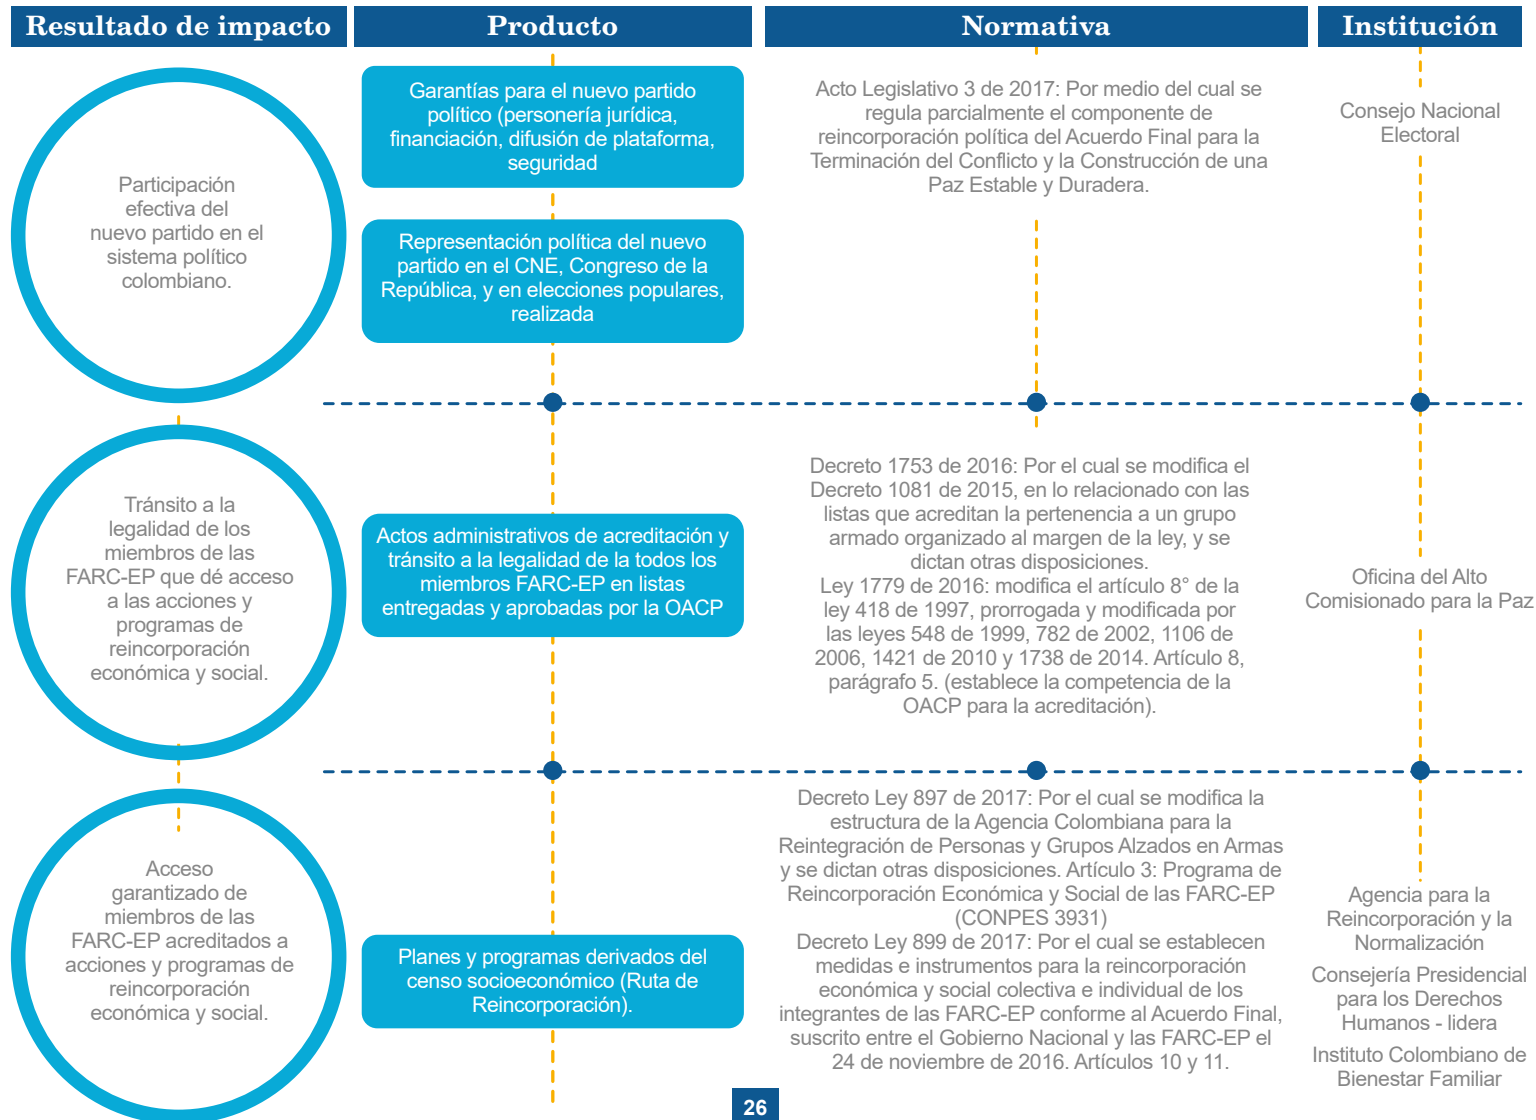 Resultado de impacto
Producto
Normativa
Institución
Participación
efectiva del
nuevo partido en el
sistema político
colombiano.
Garantías para el nuevo partido
político (personería jurídica,
financiación, difusión de plataforma,
seguridad
Representación política del nuevo
partido en el CNE, Congreso de la
República, y en elecciones populares,
realizada
Acto Legislativo 3 de 2017: Por medio del cual se
regula parcialmente el componente de
reincorporación política del Acuerdo Final para la
Terminación del Conflicto y la Construcción de una
Paz Estable y Duradera.
Consejo Nacional
Electoral
Tránsito a la
legalidad de los
miembros de las
FARC-EP que dé acceso
a las acciones y
programas de
reincorporación
económica y social.
Actos administrativos de acreditación y
tránsito a la legalidad de la todos los
miembros FARC-EP en listas
entregadas y aprobadas por la OACP
Decreto 1753 de 2016: Por el cual se modifica el
Decreto 1081 de 2015, en lo relacionado con las
listas que acreditan la pertenencia a un grupo
armado organizado al margen de la ley, y se
dictan otras disposiciones.
Ley 1779 de 2016: modifica el artículo 8° de la
ley 418 de 1997, prorrogada y modificada por
las leyes 548 de 1999, 782 de 2002, 1106 de
2006, 1421 de 2010 y 1738 de 2014. Artículo 8,
parágrafo 5. (establece la competencia de la
OACP para la acreditación).
Oficina del Alto
Comisionado para la Paz
Acceso
garantizado de
miembros de las
FARC-EP acreditados a
acciones y programas de
reincorporación
económica y social.
Planes y programas derivados del
censo socioeconómico (Ruta de
Reincorporación).
Decreto Ley 897 de 2017: Por el cual se modifica la
estructura de la Agencia Colombiana para la
Reintegración de Personas y Grupos Alzados en Armas
y se dictan otras disposiciones. Artículo 3: Programa de
Reincorporación Económica y Social de las FARC-EP
(CONPES 3931)
Decreto Ley 899 de 2017: Por el cual se establecen
medidas e instrumentos para la reincorporación
económica y social colectiva e individual de los
integrantes de las FARC-EP conforme al Acuerdo Final,
suscrito entre el Gobierno Nacional y las FARC-EP el
24 de noviembre de 2016. Artículos 10 y 11.
Agencia para la
Reincorporación y la
Normalización
Consejería Presidencial
para los Derechos
Humanos - lidera
Instituto Colombiano de
Bienestar Familiar
26